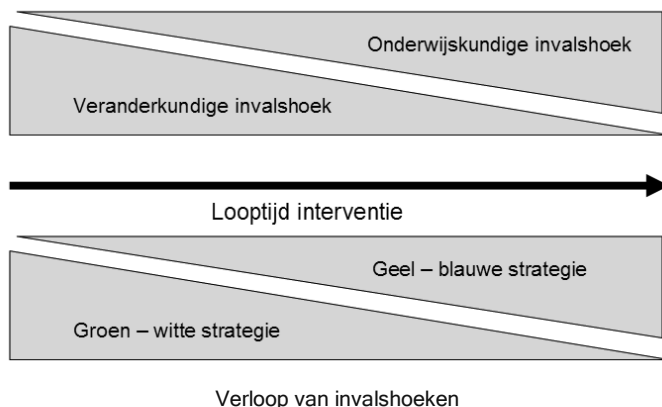 Onderwijskundige invalshoek
Veranderkundige invalshoek
Looptijd interventie
Geel – blauwe strategie
Groen – witte strategie
Verloop van invalshoeken